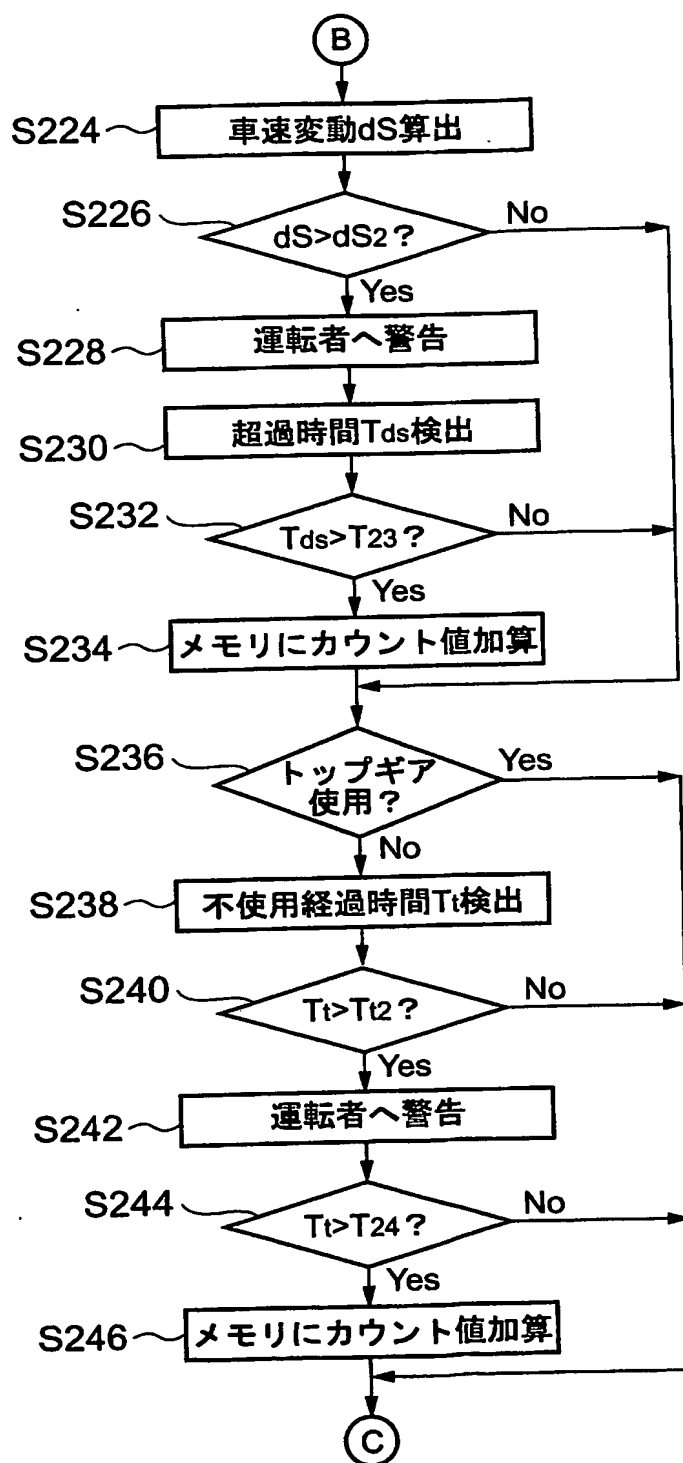 B
S224
車速変動dS算出
S226
dS>dS2?
No
Yes
S228
運転者へ警告
S230
超過時間Tds検出
S232
Tds>T23?
No
Yes
S234
メモリにカウント値加算
S236
トップギア
使用?
Yes
No
S238
不使用経過時間Tt検出
S240
Tt>Tt2?
No
Yes
S242
運転者へ警告
S244
Tt>T24?
No
Yes
S246
メモリにカウント値加算
C